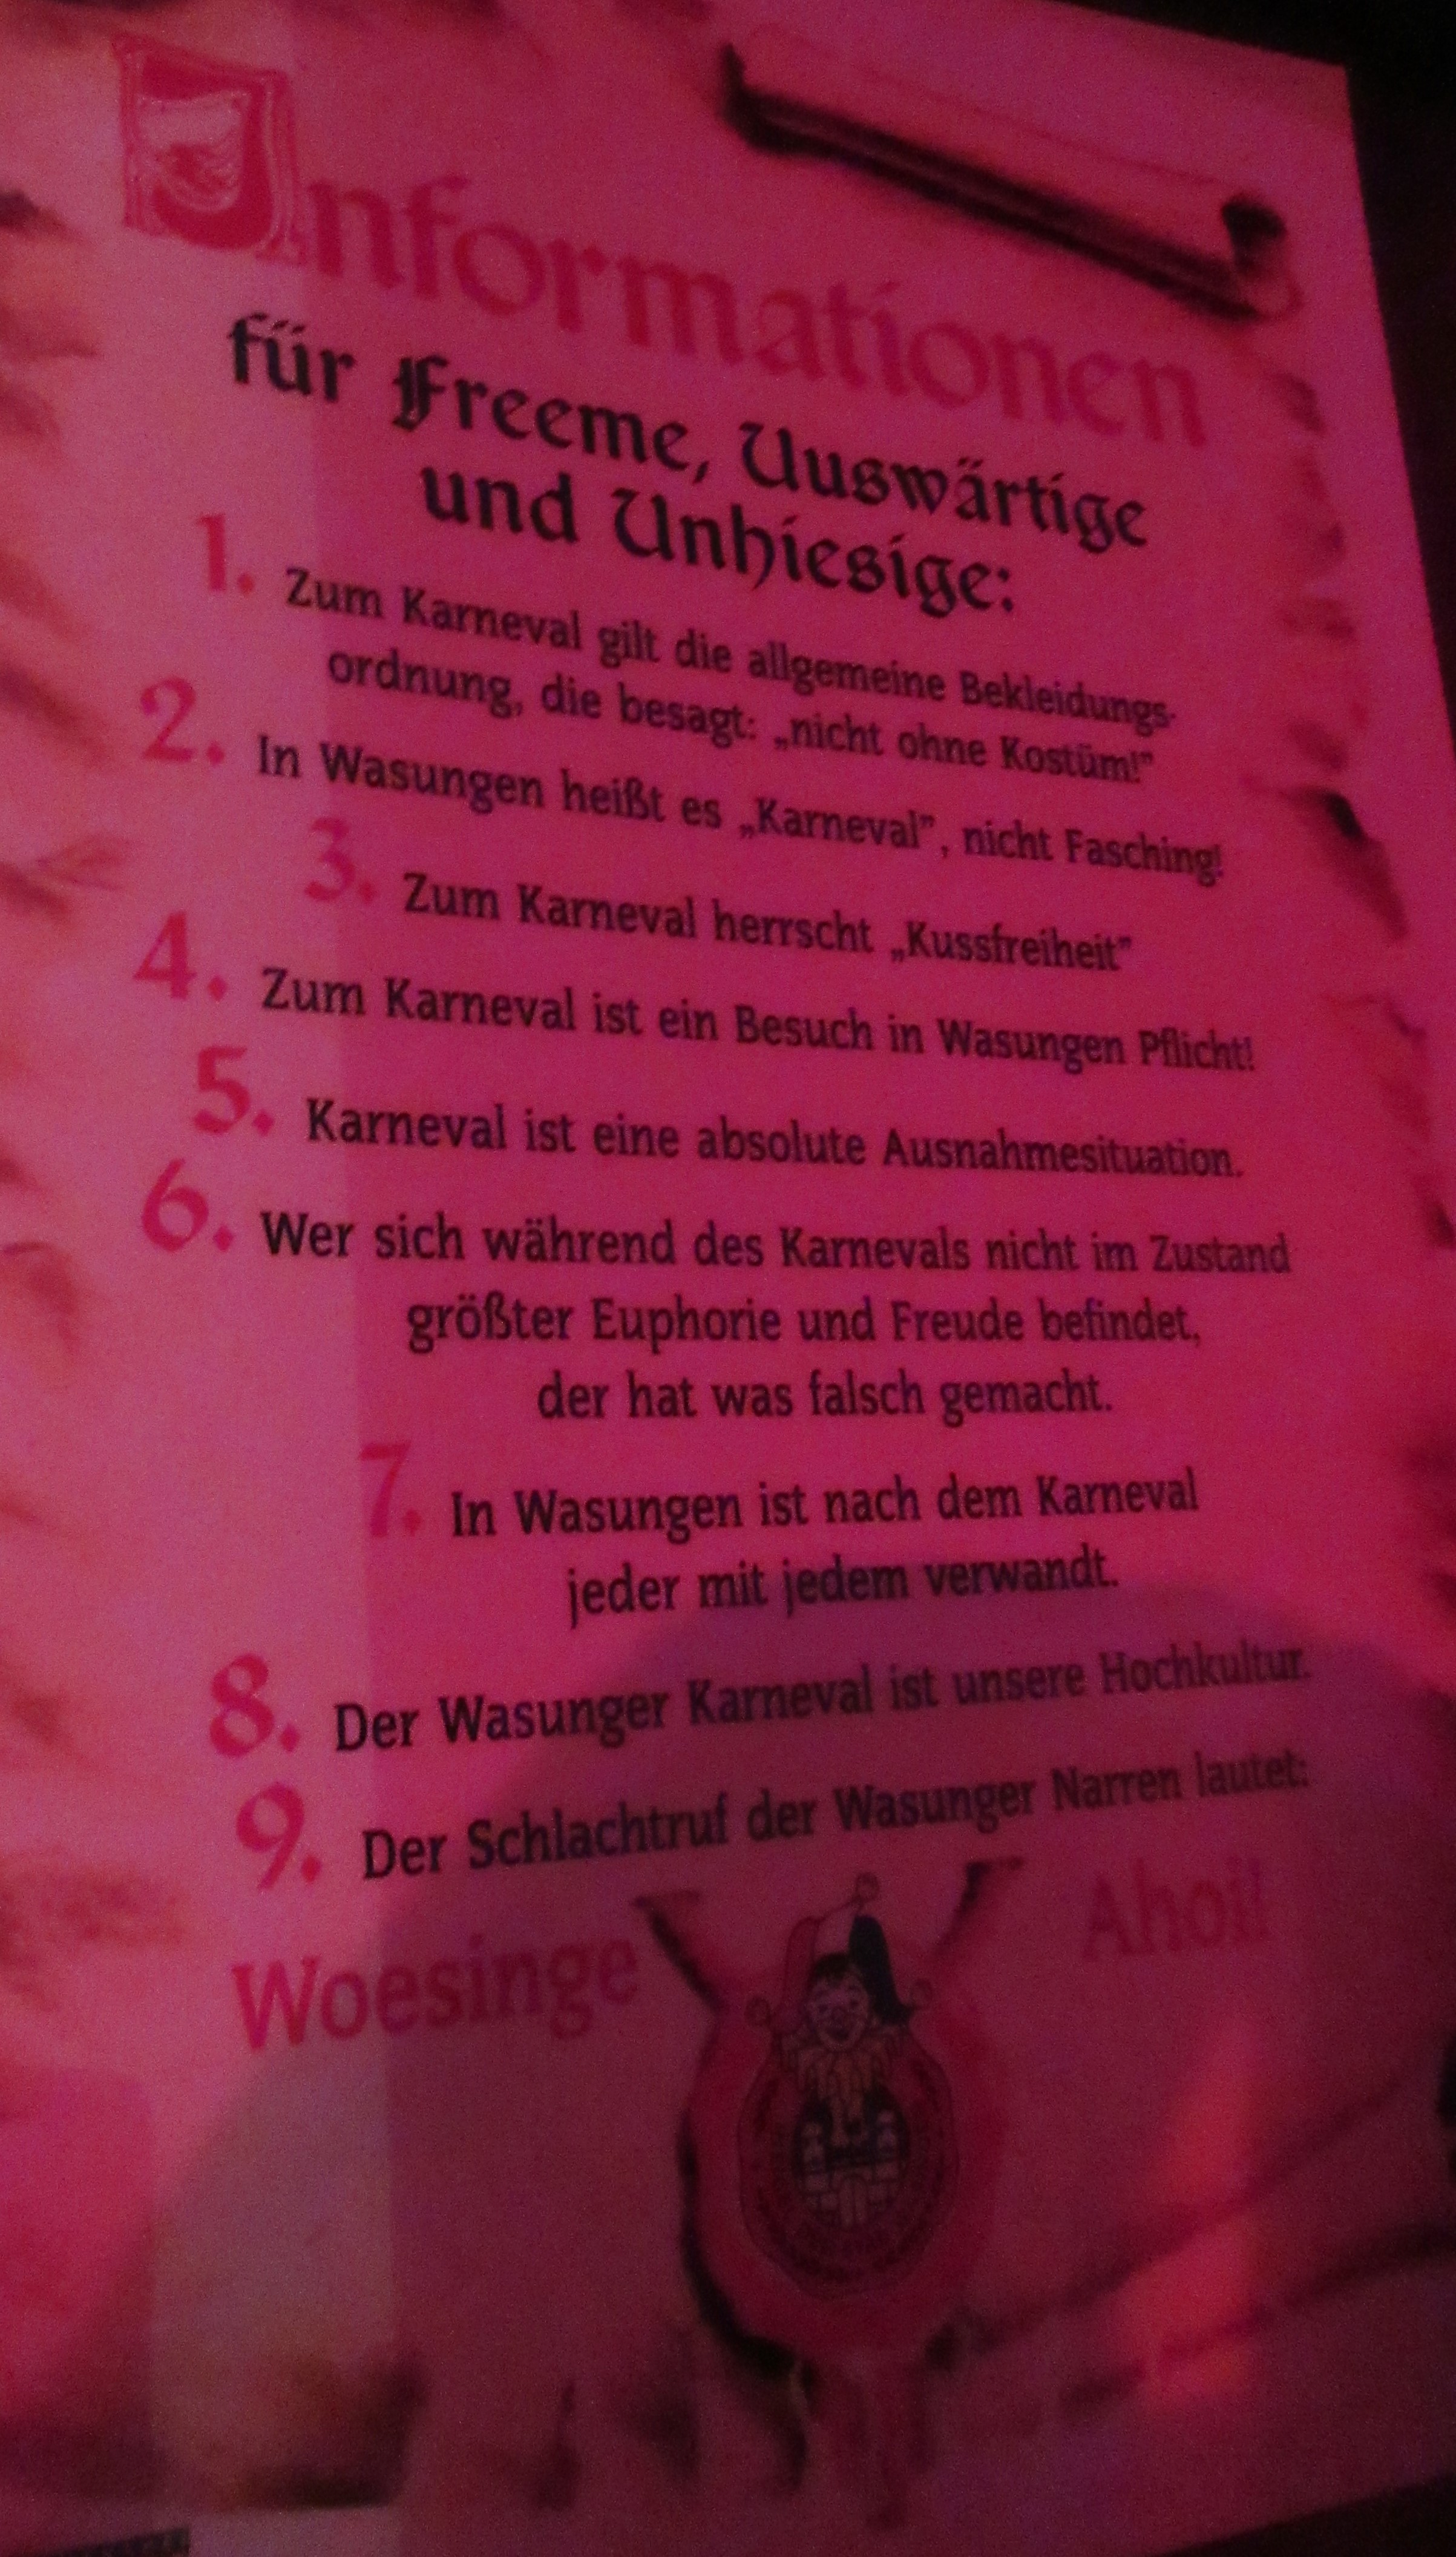 Informationen
für Freeme, Uuswärtige
und Unhiesige:
1. Zum Karneval gilt die allgemeine Bekleidungs-
ordnung, die besagt: „nicht ohne Kostüm!”
2. In Wasungen heißt es „Karneval”, nicht Fasching!
3. Zum Karneval herrscht „Kussfreiheit”
4. Zum Karneval ist ein Besuch in Wasungen Pflicht!
5. Karneval ist eine absolute Ausnahmesituation.
6. Wer sich während des Karnevals nicht im Zustand
größter Euphorie und Freude befindet,
der hat was falsch gemacht.
7. In Wasungen ist nach dem Karneval
jeder mit jedem verwandt.
8. Der Wasunger Karneval ist unsere Hochkultur.
9. Der Schlachtruf der Wasunger Narren lautet:
Woesinge Ahoi!